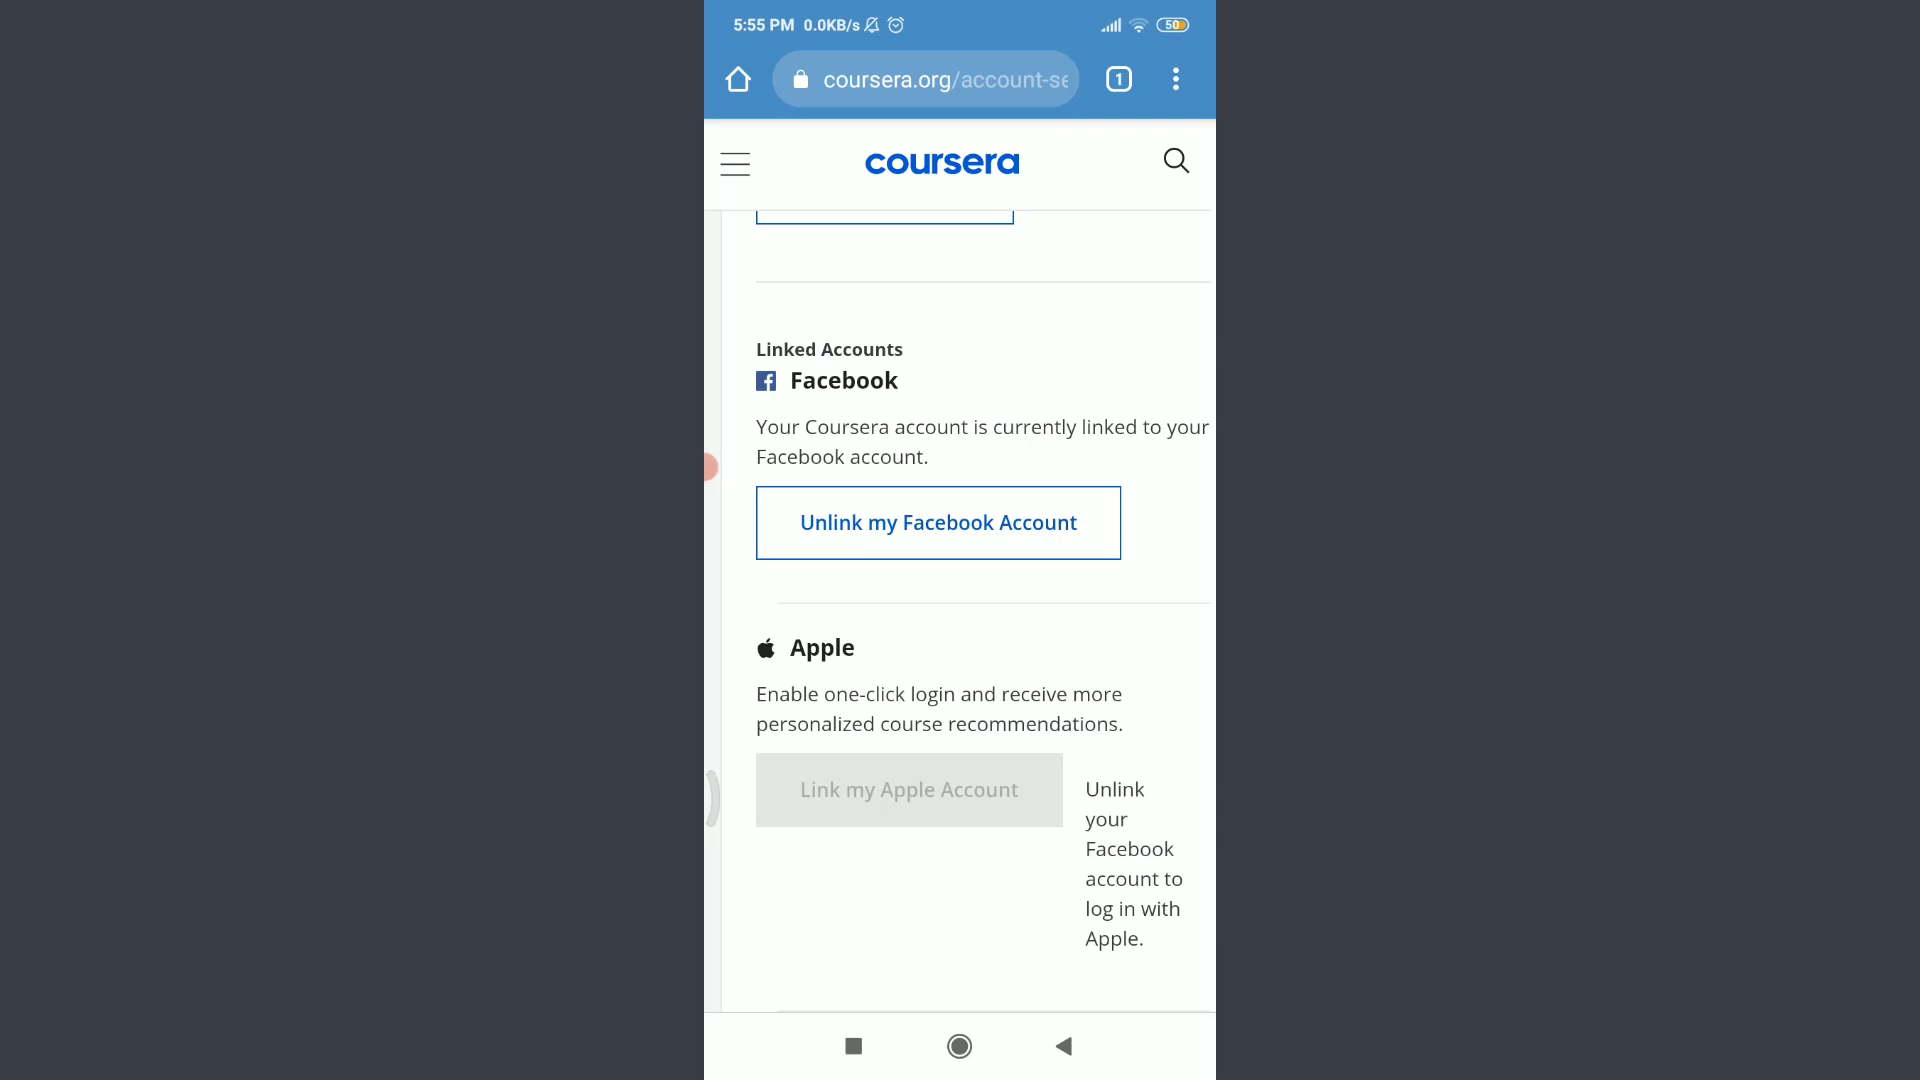 5:55 PM 0.0KB/s 50
coursera.org/account-se
1
coursera
Linked Accounts
Facebook
Your Coursera account is currently linked to your
Facebook account.
Unlink my Facebook Account
Apple
Enable one-click login and receive more
personalized course recommendations.
Link my Apple Account
Unlink
your
Facebook
account to
log in with
Apple.